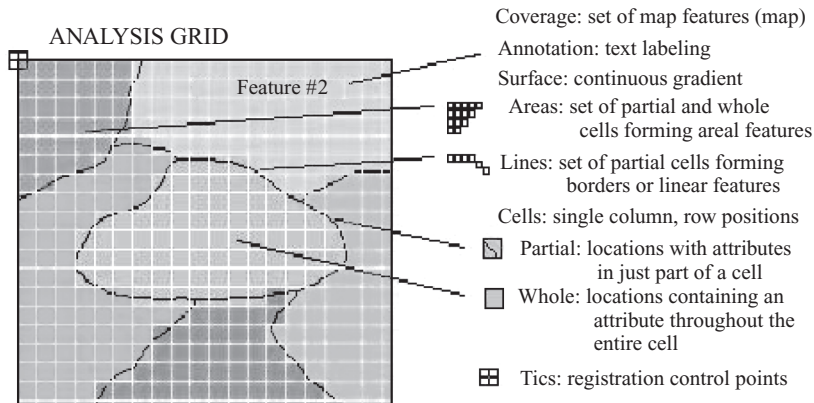 ANALYSIS GRID
Feature #2
Coverage: set of map features (map)
Annotation: text labeling
Surface: continuous gradient
Areas: set of partial and whole
cells forming areal features
Lines: set of partial cells forming
borders or linear features
Cells: single column, row positions
Partial: locations with attributes
in just part of a cell
Whole: locations containing an
attribute throughout the
entire cell
Tics: registration control points